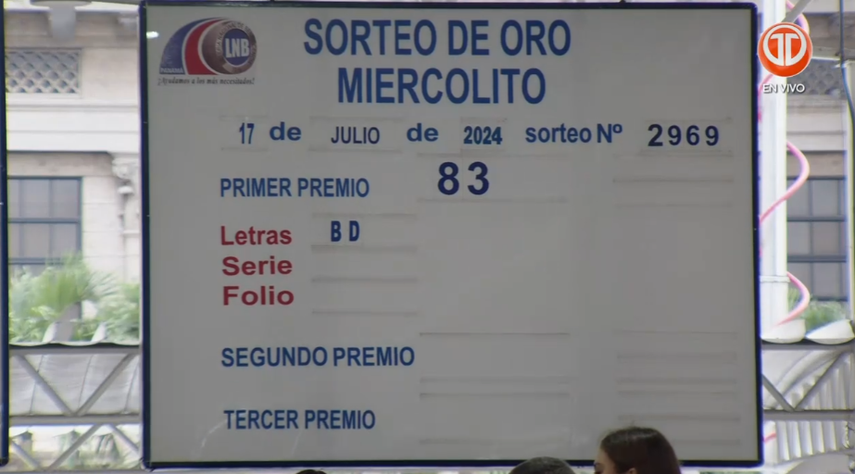 LNB
PANAMÁ
¡Ayudamos a los más necesitados!
SORTEO DE ORO
MIERCOLITO
17 de JULIO de 2024 sorteo Nº 2969
PRIMER PREMIO 83
Letras B D
Serie
Folio
SEGUNDO PREMIO
TERCER PREMIO
EN VIVO